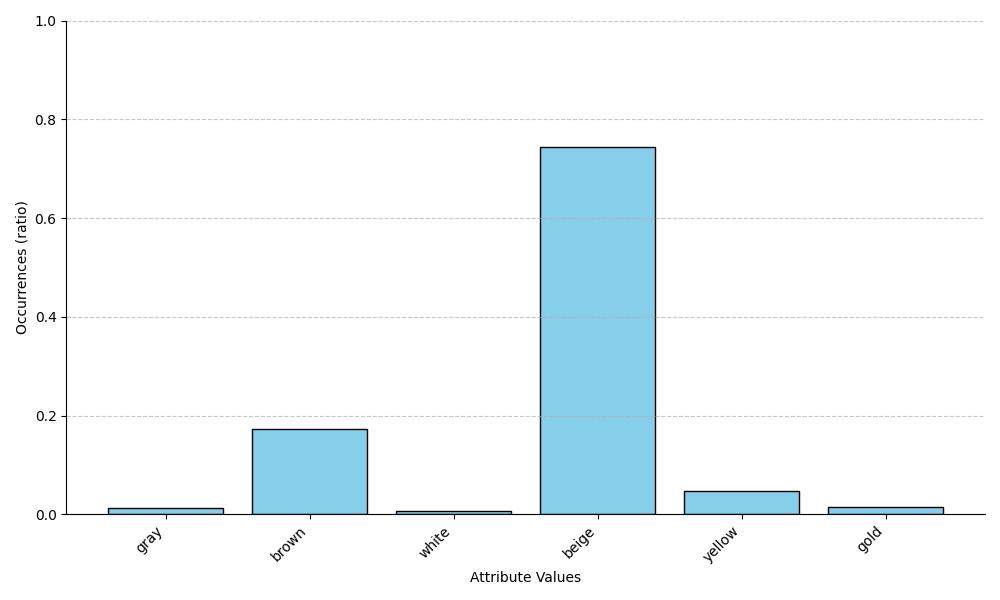 1.0
0.8
0.6
0.4
0.2
0.0
Occurrences (ratio)
gray
brown
white
beige
yellow
gold
Attribute Values